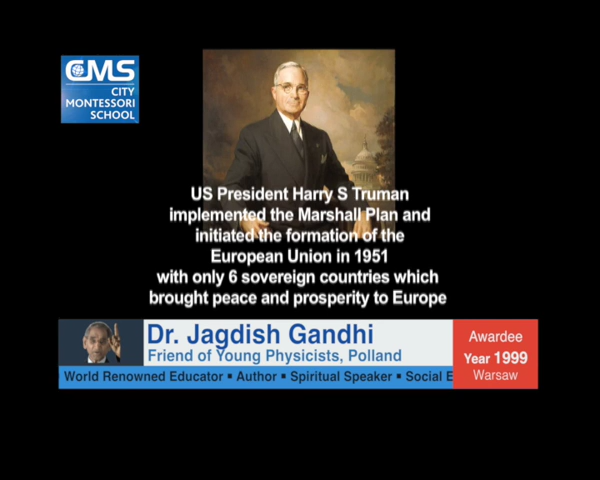 CMS
CITY
MONTESSORI
SCHOOL
US President Harry S Truman
implemented the Marshall Plan and
initiated the formation of the
European Union in 1951
with only 6 sovereign countries which
brought peace and prosperity to Europe
Dr. Jagdish Gandhi
Friend of Young Physicists, Polland
World Renowned Educator ▪ Author ▪ Spiritual Speaker ▪ Social E
Awardee
Year 1999
Warsaw